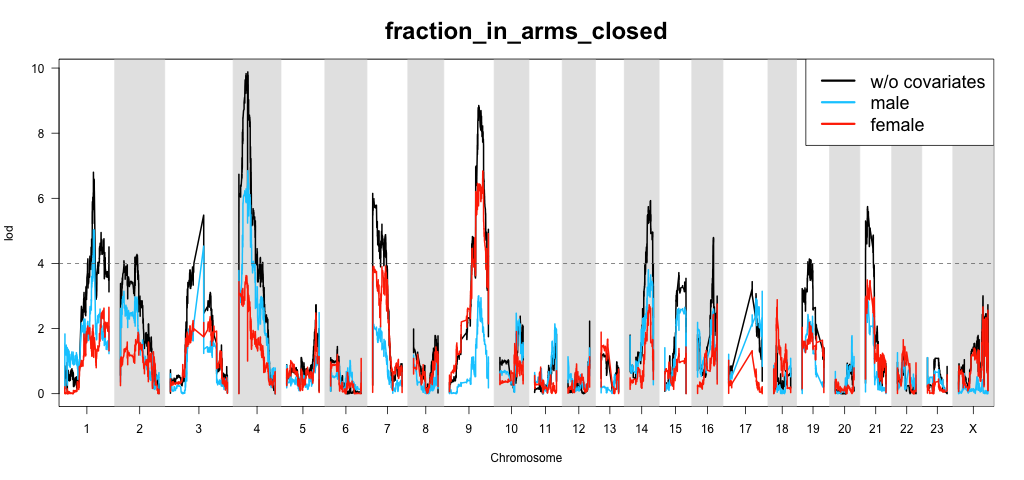 fraction_in_arms_closed
w/o covariates
male
female
lod
10
8
6
4
2
0
1 2 3 4 5 6 7 8 9 10 11 12 13 14 15 16 17 18 19 20 21 22 23 X
Chromosome